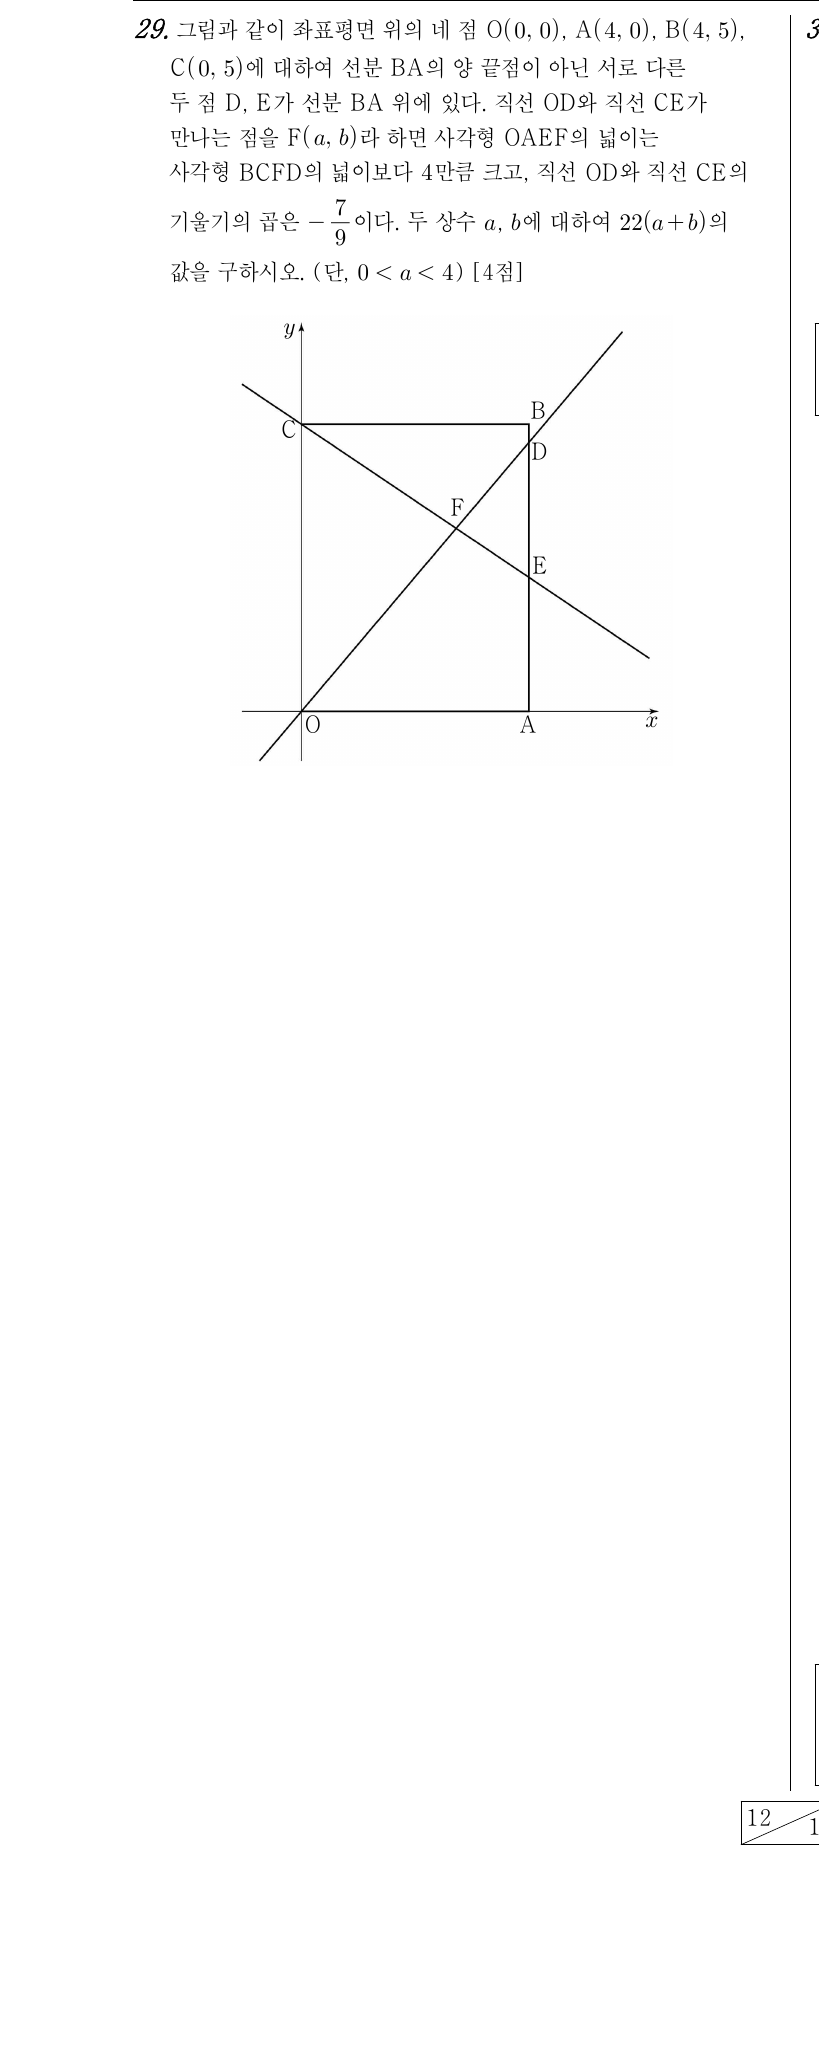 29. 그림과 같이 좌표평면 위의 네 점 O(0, 0), A(4, 0), B(4, 5),
C(0, 5)에 대하여 선분 BA의 양 끝점이 아닌 서로 다른
두 점 D, E가 선분 BA 위에 있다. 직선 OD와 직선 CE가
만나는 점을 F(a, b)라 하면 사각형 OAEF의 넓이는
사각형 BCFD의 넓이보다 4만큼 크고, 직선 OD와 직선 CE의
기울기의 곱은 −7/9이다. 두 상수 a, b에 대하여 22(a+b)의
값을 구하시오. (단, 0 < a < 4) [4점]
y
B
C
D
F
E
O
A
x
3
12
1